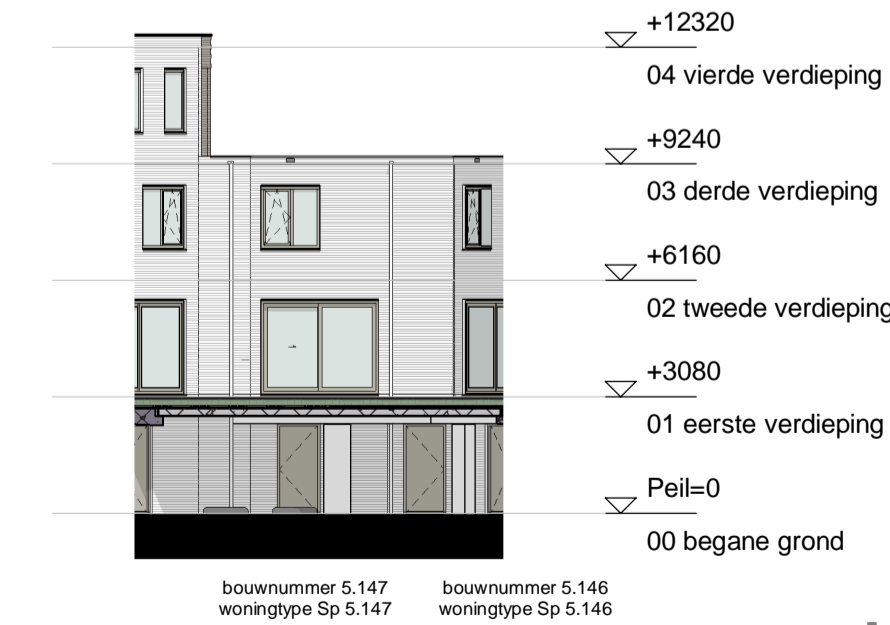 +12320
04 vierde verdieping
+9240
03 derde verdieping
+6160
02 tweede verdieping
+3080
01 eerste verdieping
Peil=0
00 begane grond
bouwnummer 5.147
woningtype Sp 5.147
bouwnummer 5.146
woningtype Sp 5.146